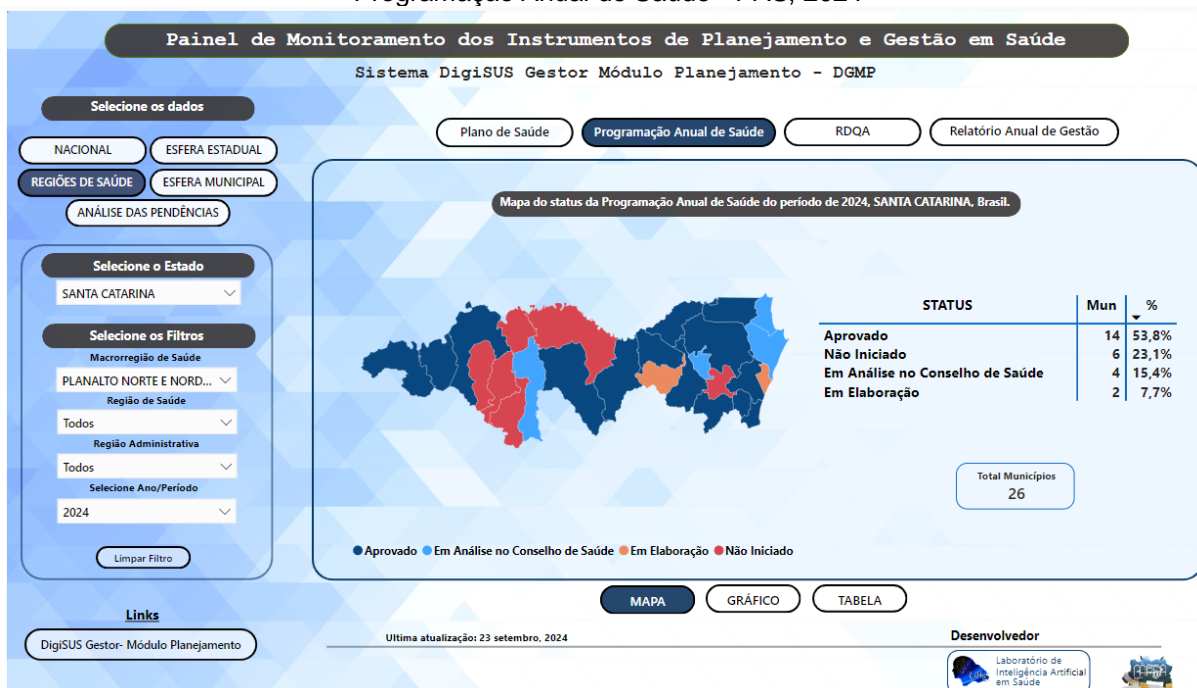 Programação Anual de Saúde - PAS, 2024
Painel de Monitoramento dos Instrumentos de Planejamento e Gestão em Saúde
Sistema DigiSUS Gestor Módulo Planejamento - DGMP
Selecione os dados
NACIONAL
ESFERA ESTADUAL
REGIÕES DE SAÚDE
ESFERA MUNICIPAL
ANÁLISE DAS PENDÊNCIAS
Selecione o Estado
SANTA CATARINA
Selecione os Filtros
Macrorregião de Saúde
PLANALTO NORTE E NORD...
Região de Saúde
Todos
Região Administrativa
Todos
Selecione Ano/Período
2024
Limpar Filtro
Links
DigiSUS Gestor- Módulo Planejamento
Plano de Saúde
Programação Anual de Saúde
RDQA
Relatório Anual de Gestão
Mapa do status da Programação Anual de Saúde do período de 2024, SANTA CATARINA, Brasil.
STATUS Mun %
Aprovado 14 53,8%
Não Iniciado 6 23,1%
Em Análise no Conselho de Saúde 4 15,4%
Em Elaboração 2 7,7%
Total Municípios
26
Aprovado Em Análise no Conselho de Saúde Em Elaboração Não Iniciado
MAPA
GRÁFICO
TABELA
Ultima atualização: 23 setembro, 2024
Desenvolvedor
Laboratório de
Inteligência Artificial
em Saúde